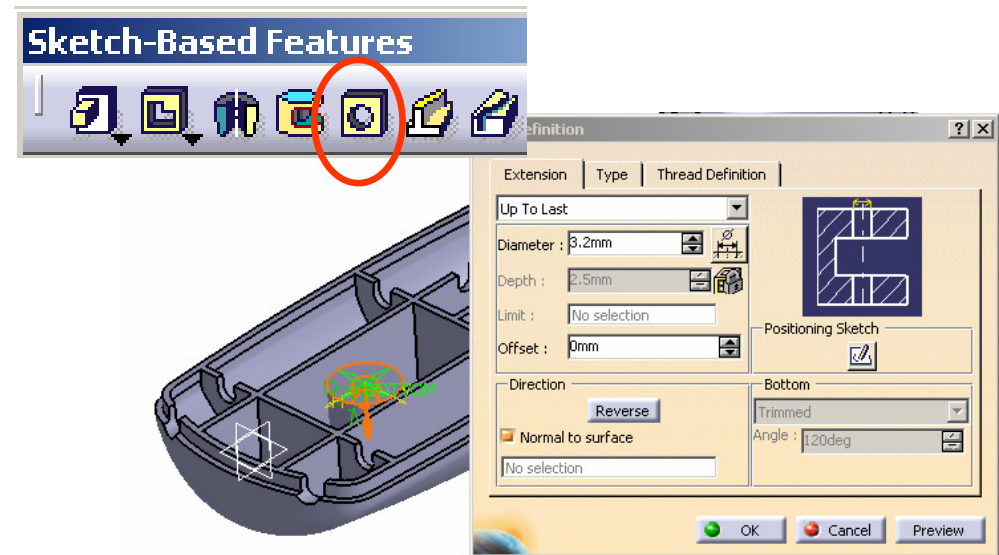 Sketch-Based Features
efinition
? X
Extension Type Thread Definition
Up To Last
Diameter : 3.2mm
Depth : 2.5mm
Limit : No selection
Offset : 0mm
Positioning Sketch
Direction
Reverse
Normal to surface
No selection
Bottom
Trimmed
Angle : 120deg
OK Cancel Preview